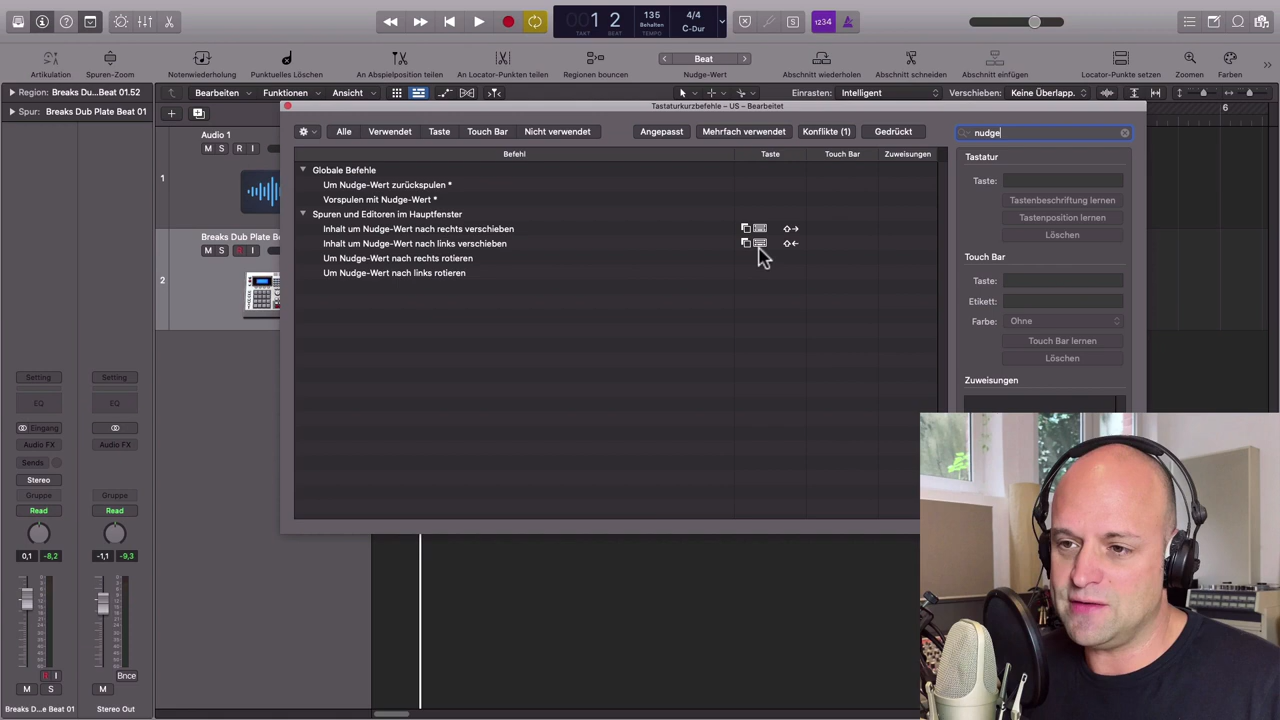 1 2
TAKT BEAT
135
Behalten
TEMPO
4/4
C-Dur
1234
Artikulation
Spuren-Zoom
Notenwiederholung
Punktuelles Löschen
An Abspielposition teilen
An Locator-Punkten teilen
Regionen bouncen
Beat
Nudge-Wert
Abschnitt wiederholen
Abschnitt schneiden
Abschnitt einfügen
Locator-Punkte setzen
Zoomen
Farben
Region: Breaks Du...Beat 01.52
Bearbeiten
Funktionen
Ansicht
Einrasten: Intelligent
Verschieben: Keine Überlapp...
Spur: Breaks Dub Plate Beat 01
Tastaturkurzbefehle – US – Bearbeitet
6
Alle
Verwendet
Taste
Touch Bar
Nicht verwendet
Angepasst
Mehrfach verwendet
Konflikte (1)
Gedrückt
nudge
Befehl
Taste
Touch Bar
Zuweisungen
Globale Befehle
Um Nudge-Wert zurückspulen *
Vorspulen mit Nudge-Wert *
Spuren und Editoren im Hauptfenster
Inhalt um Nudge-Wert nach rechts verschieben
⇧→
Inhalt um Nudge-Wert nach links verschieben
⇧←
Um Nudge-Wert nach rechts rotieren
Um Nudge-Wert nach links rotieren
Tastatur
Taste:
Tastenbeschriftung lernen
Tastenposition lernen
Löschen
Touch Bar
Taste:
Etikett:
Farbe: Ohne
Touch Bar lernen
Löschen
Zuweisungen
Audio 1
M S R I
1
Breaks Dub Plate B
M S R I
2
Setting
Setting
EQ
EQ
Eingang
Audio FX
Audio FX
Sends
Stereo
Gruppe
Gruppe
Read
Read
0,1 -8,2
-1,1 -9,3
R I
Bnce
M S
M
Breaks D...e Beat 01
Stereo Out